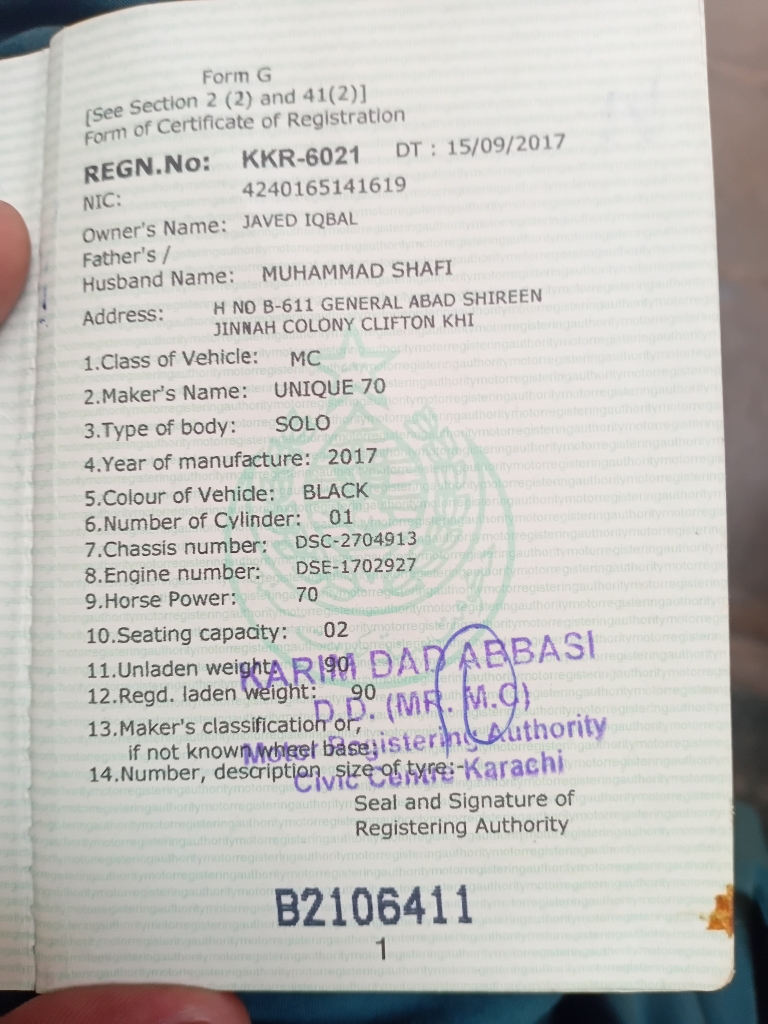 Form G
[See Section 2 (2) and 41(2)]
Form of Certificate of Registration
REGN.No: KKR-6021 DT : 15/09/2017
NIC: 4240165141619
Owner's Name: JAVED IQBAL
Father's /
Husband Name: MUHAMMAD SHAFI
Address: H NO B-611 GENERAL ABAD SHIREEN
JINNAH COLONY CLIFTON KHI
1.Class of Vehicle: MC
2.Maker's Name: UNIQUE 70
3.Type of body: SOLO
4.Year of manufacture: 2017
5.Colour of Vehicle: BLACK
6.Number of Cylinder: 01
7.Chassis number: DSC-2704913
8.Engine number: DSE-1702927
9.Horse Power: 70
10.Seating capacity: 02
11.Unladen weight: 90
KARIM DAD ABBASI
12.Regd. laden weight: 90
D.D. (MR. M.C)
13.Maker's classification or,
if not known wheel base:
Motor Registering Authority
14.Number, description, size of tyre:-
Civic Centre Karachi
Seal and Signature of
Registering Authority
B2106411
1